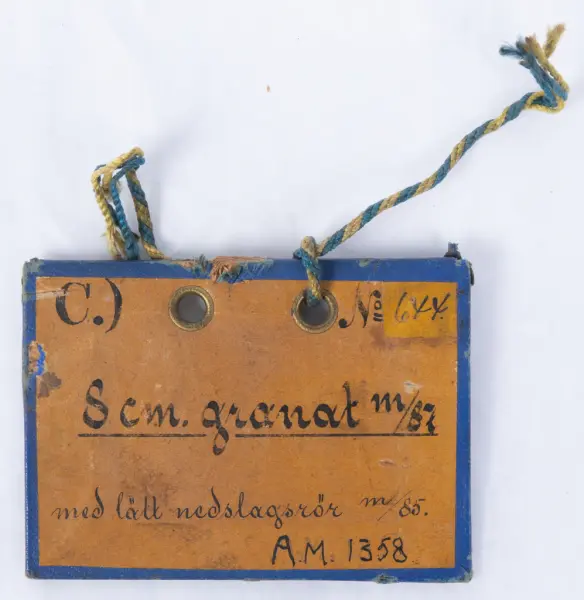 C.) No 644
8 cm. granat m/87
med lätt nedslagsrör m/85.
A.M. 1358